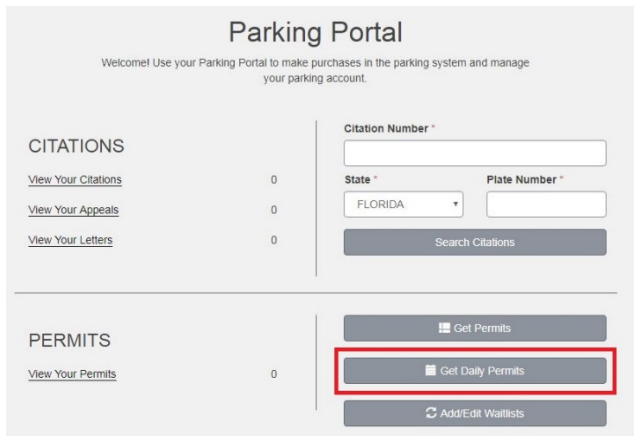 Parking Portal
Welcome! Use your Parking Portal to make purchases in the parking system and manage
your parking account.
CITATIONS
View Your Citations 0
View Your Appeals 0
View Your Letters 0
Citation Number *
State * Plate Number *
FLORIDA
Search Citations
PERMITS
View Your Permits 0
Get Permits
Get Daily Permits
Add/Edit Waitlists